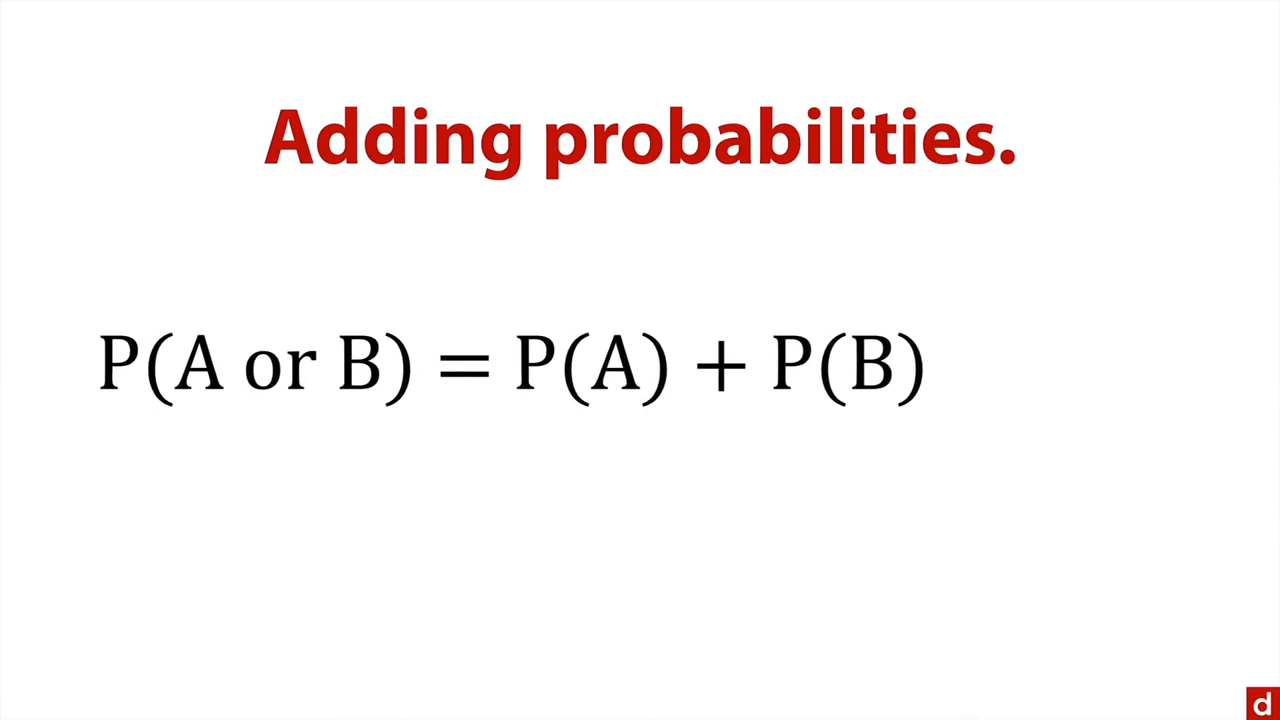 Adding probabilities.
P(A or B) = P(A) + P(B)
d